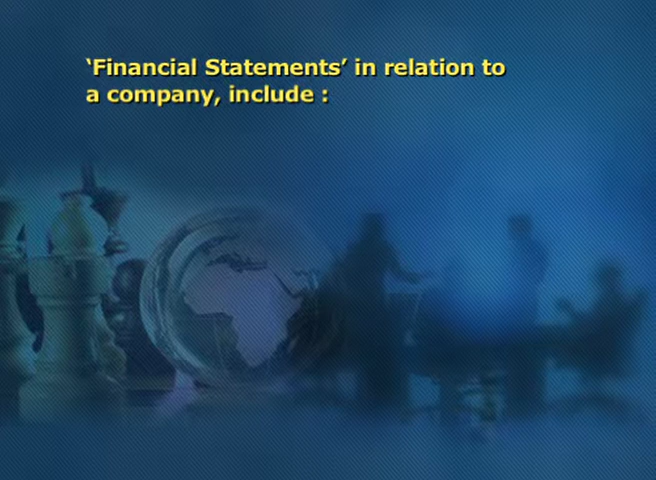 ‘Financial Statements’ in relation to
a company, include :